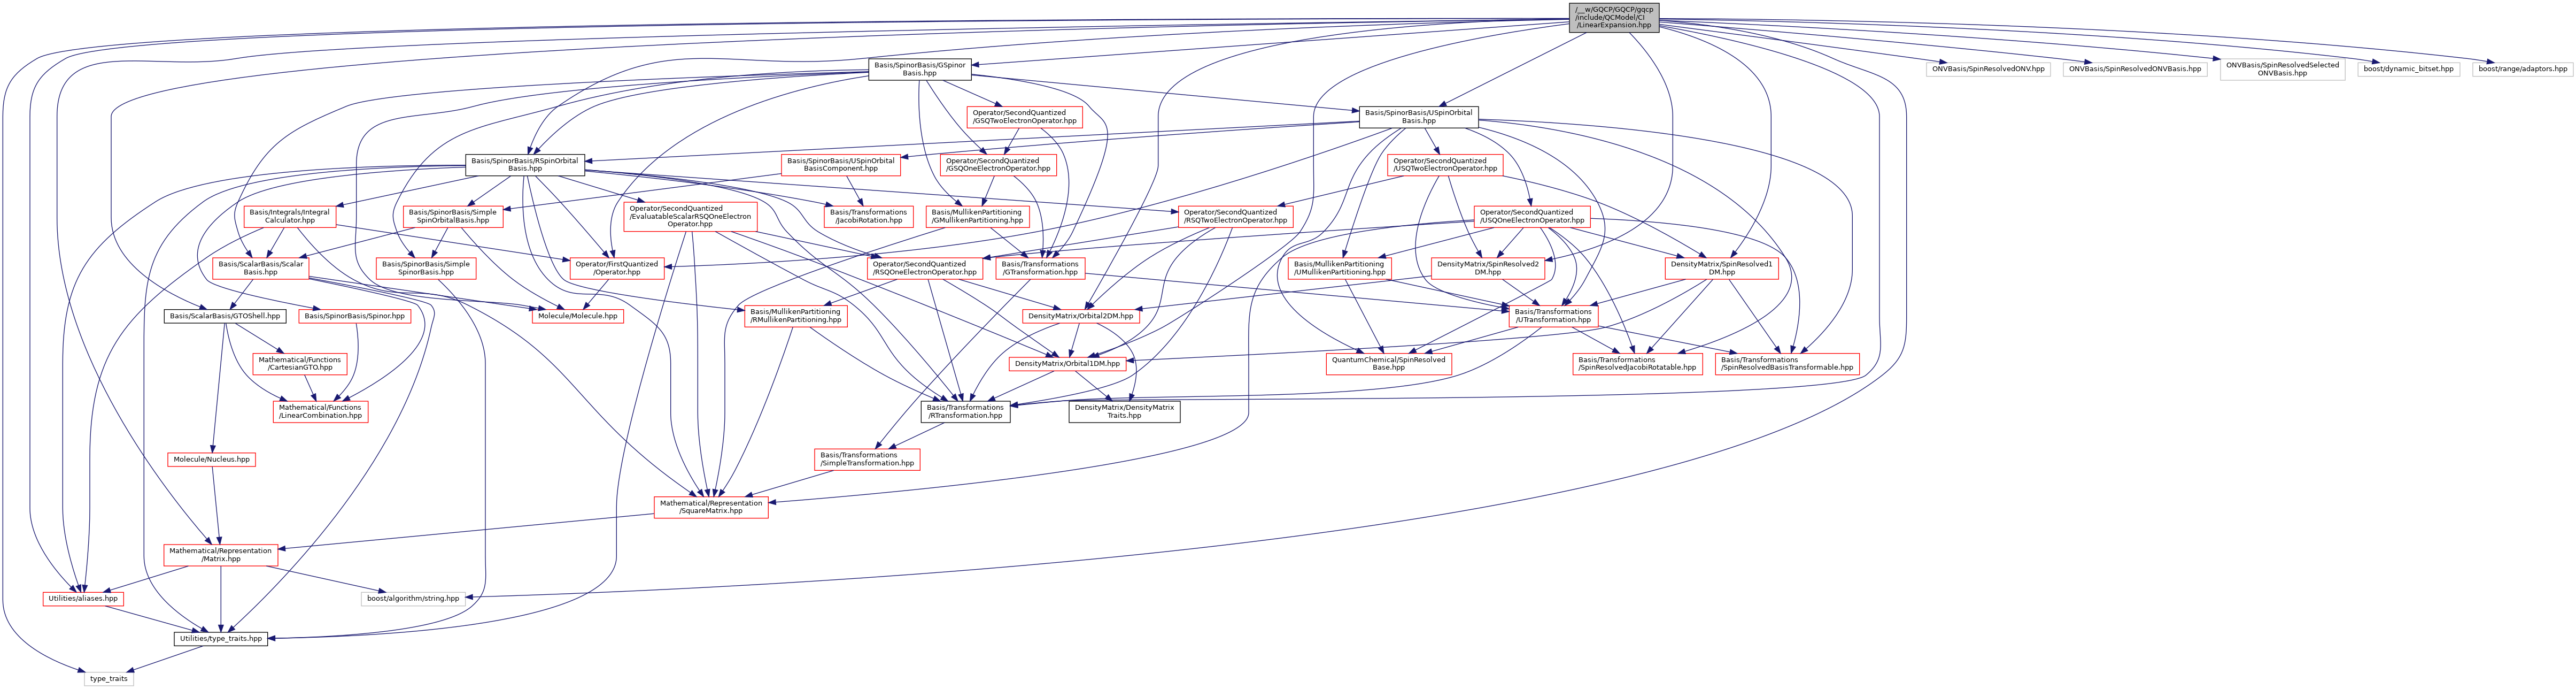 /__w/GQCP/GQCP/gqcp
/include/QCModel/CI
/LinearExpansion.hpp
Basis/SpinorBasis/GSpinor
Basis.hpp
ONVBasis/SpinResolvedONV.hpp
ONVBasis/SpinResolvedONVBasis.hpp
ONVBasis/SpinResolvedSelected
ONVBasis.hpp
boost/dynamic_bitset.hpp
boost/range/adaptors.hpp
Operator/SecondQuantized
/GSQTwoElectronOperator.hpp
Basis/SpinorBasis/USpinOrbital
Basis.hpp
Basis/SpinorBasis/RSpinOrbital
Basis.hpp
Basis/SpinorBasis/USpinOrbital
BasisComponent.hpp
Operator/SecondQuantized
/GSQOneElectronOperator.hpp
Operator/SecondQuantized
/USQTwoElectronOperator.hpp
Basis/Integrals/Integral
Calculator.hpp
Basis/SpinorBasis/Simple
SpinOrbitalBasis.hpp
Operator/SecondQuantized
/EvaluatableScalarRSQOneElectron
Operator.hpp
Basis/Transformations
/JacobiRotation.hpp
Basis/MullikenPartitioning
/GMullikenPartitioning.hpp
Operator/SecondQuantized
/RSQTwoElectronOperator.hpp
Operator/SecondQuantized
/USQOneElectronOperator.hpp
Basis/ScalarBasis/Scalar
Basis.hpp
Basis/SpinorBasis/Simple
SpinorBasis.hpp
Operator/FirstQuantized
/Operator.hpp
Operator/SecondQuantized
/RSQOneElectronOperator.hpp
Basis/Transformations
/GTransformation.hpp
Basis/MullikenPartitioning
/UMullikenPartitioning.hpp
DensityMatrix/SpinResolved2
DM.hpp
DensityMatrix/SpinResolved1
DM.hpp
Basis/ScalarBasis/GTOShell.hpp
Basis/SpinorBasis/Spinor.hpp
Molecule/Molecule.hpp
Basis/MullikenPartitioning
/RMullikenPartitioning.hpp
DensityMatrix/Orbital2DM.hpp
Basis/Transformations
/UTransformation.hpp
Mathematical/Functions
/CartesianGTO.hpp
DensityMatrix/Orbital1DM.hpp
QuantumChemical/SpinResolved
Base.hpp
Basis/Transformations
/SpinResolvedJacobiRotatable.hpp
Basis/Transformations
/SpinResolvedBasisTransformable.hpp
Mathematical/Functions
/LinearCombination.hpp
Basis/Transformations
/RTransformation.hpp
DensityMatrix/DensityMatrix
Traits.hpp
Molecule/Nucleus.hpp
Basis/Transformations
/SimpleTransformation.hpp
Mathematical/Representation
/SquareMatrix.hpp
Mathematical/Representation
/Matrix.hpp
Utilities/aliases.hpp
boost/algorithm/string.hpp
Utilities/type_traits.hpp
type_traits